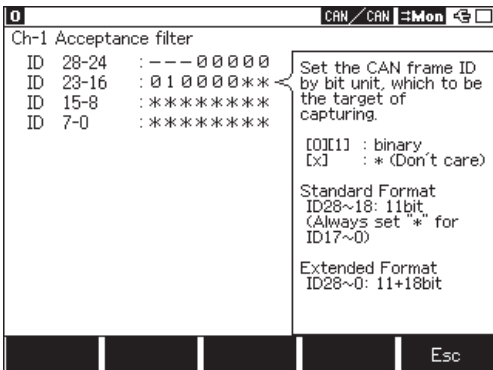 0 CAN/CAN ⇄Mon
Ch-1 Acceptance filter
ID 28-24 :---00000
ID 23-16 :010000**
ID 15-8 :********
ID 7-0 :********
Set the CAN frame ID
by bit unit, which to be
the target of
capturing.
[0][1] : binary
[x] : * (Don't care)
Standard Format
ID28~18: 11bit
(Always set "*" for
ID17~0)
Extended Format
ID28~0: 11+18bit
Esc